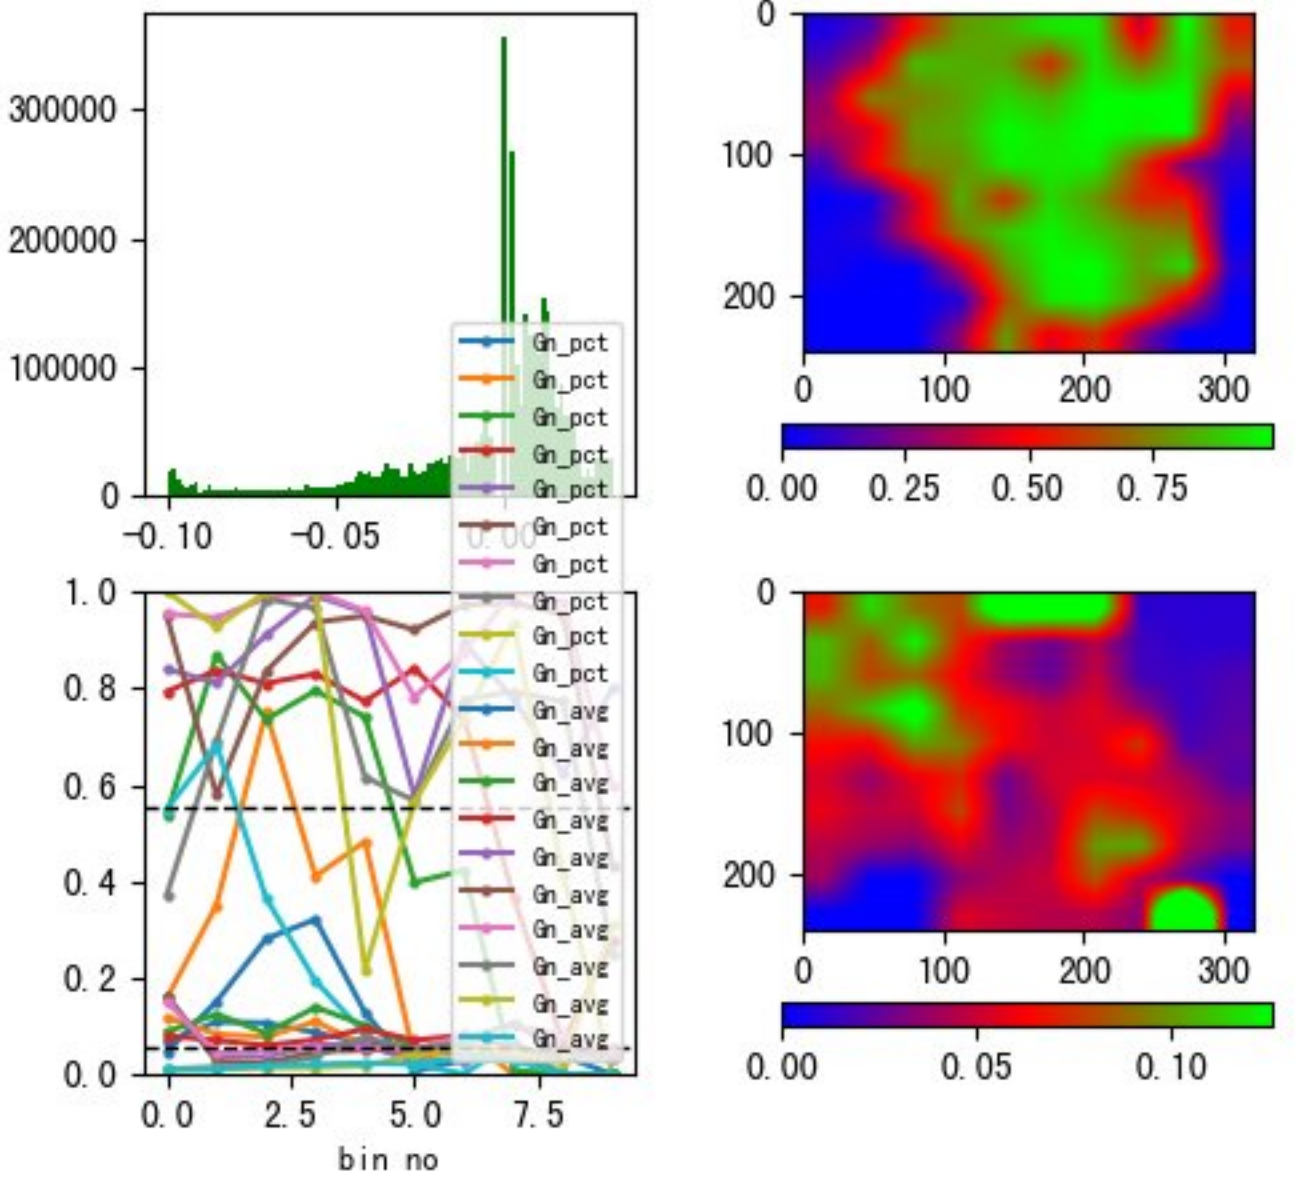 300000
200000
100000
0
-0.10 -0.05 0.00
0
100
200
0 100 200 300
0.00 0.25 0.50 0.75
Gn_pct
Gn_pct
Gn_pct
Gn_pct
Gn_pct
Gn_pct
Gn_pct
Gn_pct
Gn_pct
Gn_pct
Gn_avg
Gn_avg
Gn_avg
Gn_avg
Gn_avg
Gn_avg
Gn_avg
Gn_avg
Gn_avg
Gn_avg
1.0
0.8
0.6
0.4
0.2
0.0
0.0 2.5 5.0 7.5
bin no
0
100
200
0 100 200 300
0.00 0.05 0.10